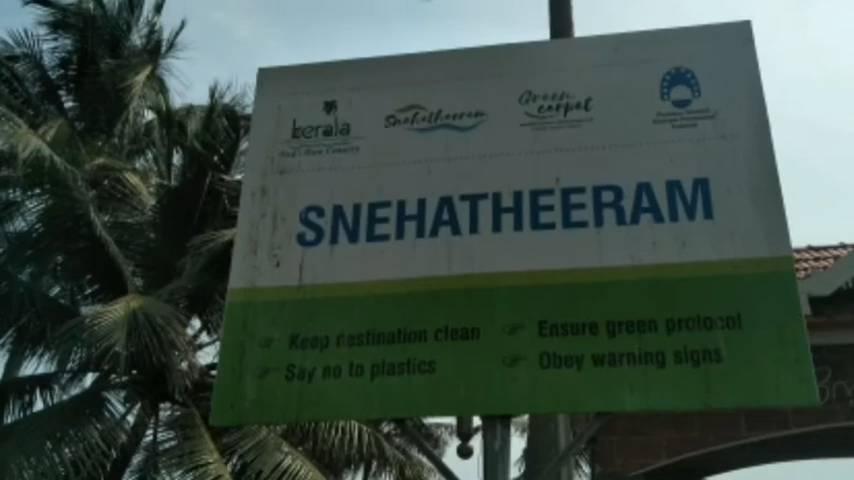 kerala
God's Own Country
Snehatheeram
Green
carpet
SNEHATHEERAM
Keep destination clean
Ensure green protocol
Say no to plastics
Obey warning signs